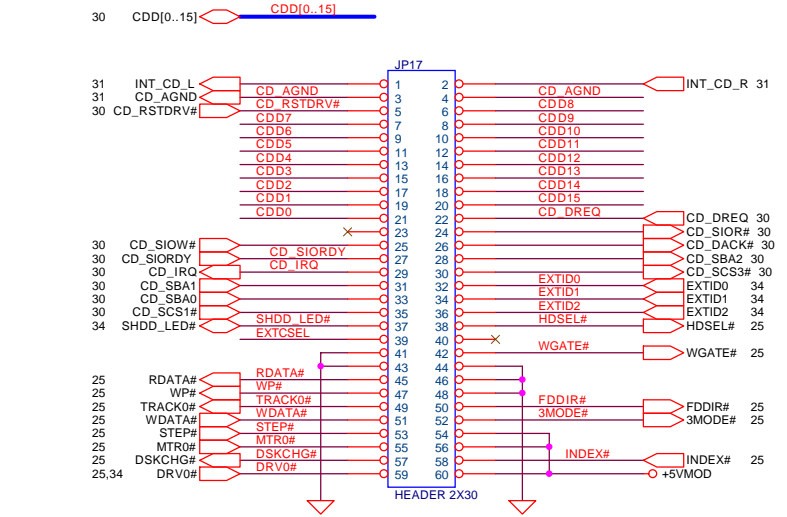 30 CDD[0..15] CDD[0..15]
JP17
31 INT_CD_L 1 2 INT_CD_R 31
31 CD_AGND CD_AGND 3 4 CD_AGND
30 CD_RSTDRV# CD_RSTDRV# 5 6 CDD8
CDD7 7 8 CDD9
CDD6 9 10 CDD10
CDD5 11 12 CDD11
CDD4 13 14 CDD12
CDD3 15 16 CDD13
CDD2 17 18 CDD14
CDD1 19 20 CDD15
CDD0 21 22 CD_DREQ CD_DREQ 30
23 24 CD_SIOR# 30
30 CD_SIOW# 25 26 CD_DACK# 30
30 CD_SIORDY CD_SIORDY 27 28 CD_SBA2 30
30 CD_IRQ CD_IRQ 29 30 CD_SCS3# 30
30 CD_SBA1 31 32 EXTID0 EXTID0 34
30 CD_SBA0 33 34 EXTID1 EXTID1 34
30 CD_SCS1# 35 36 EXTID2 EXTID2 34
34 SHDD_LED# SHDD_LED# 37 38 HDSEL# HDSEL# 25
EXTCSEL 39 40
41 42 WGATE# WGATE# 25
43 44
25 RDATA# RDATA# 45 46
25 WP# WP# 47 48
25 TRACK0# TRACK0# 49 50 FDDIR# FDDIR# 25
25 WDATA# WDATA# 51 52 3MODE# 3MODE# 25
25 STEP# STEP# 53 54
25 MTR0# MTR0# 55 56
25 DSKCHG# DSKCHG# 57 58 INDEX# INDEX# 25
25,34 DRV0# DRV0# 59 60 +5VMOD
HEADER 2X30